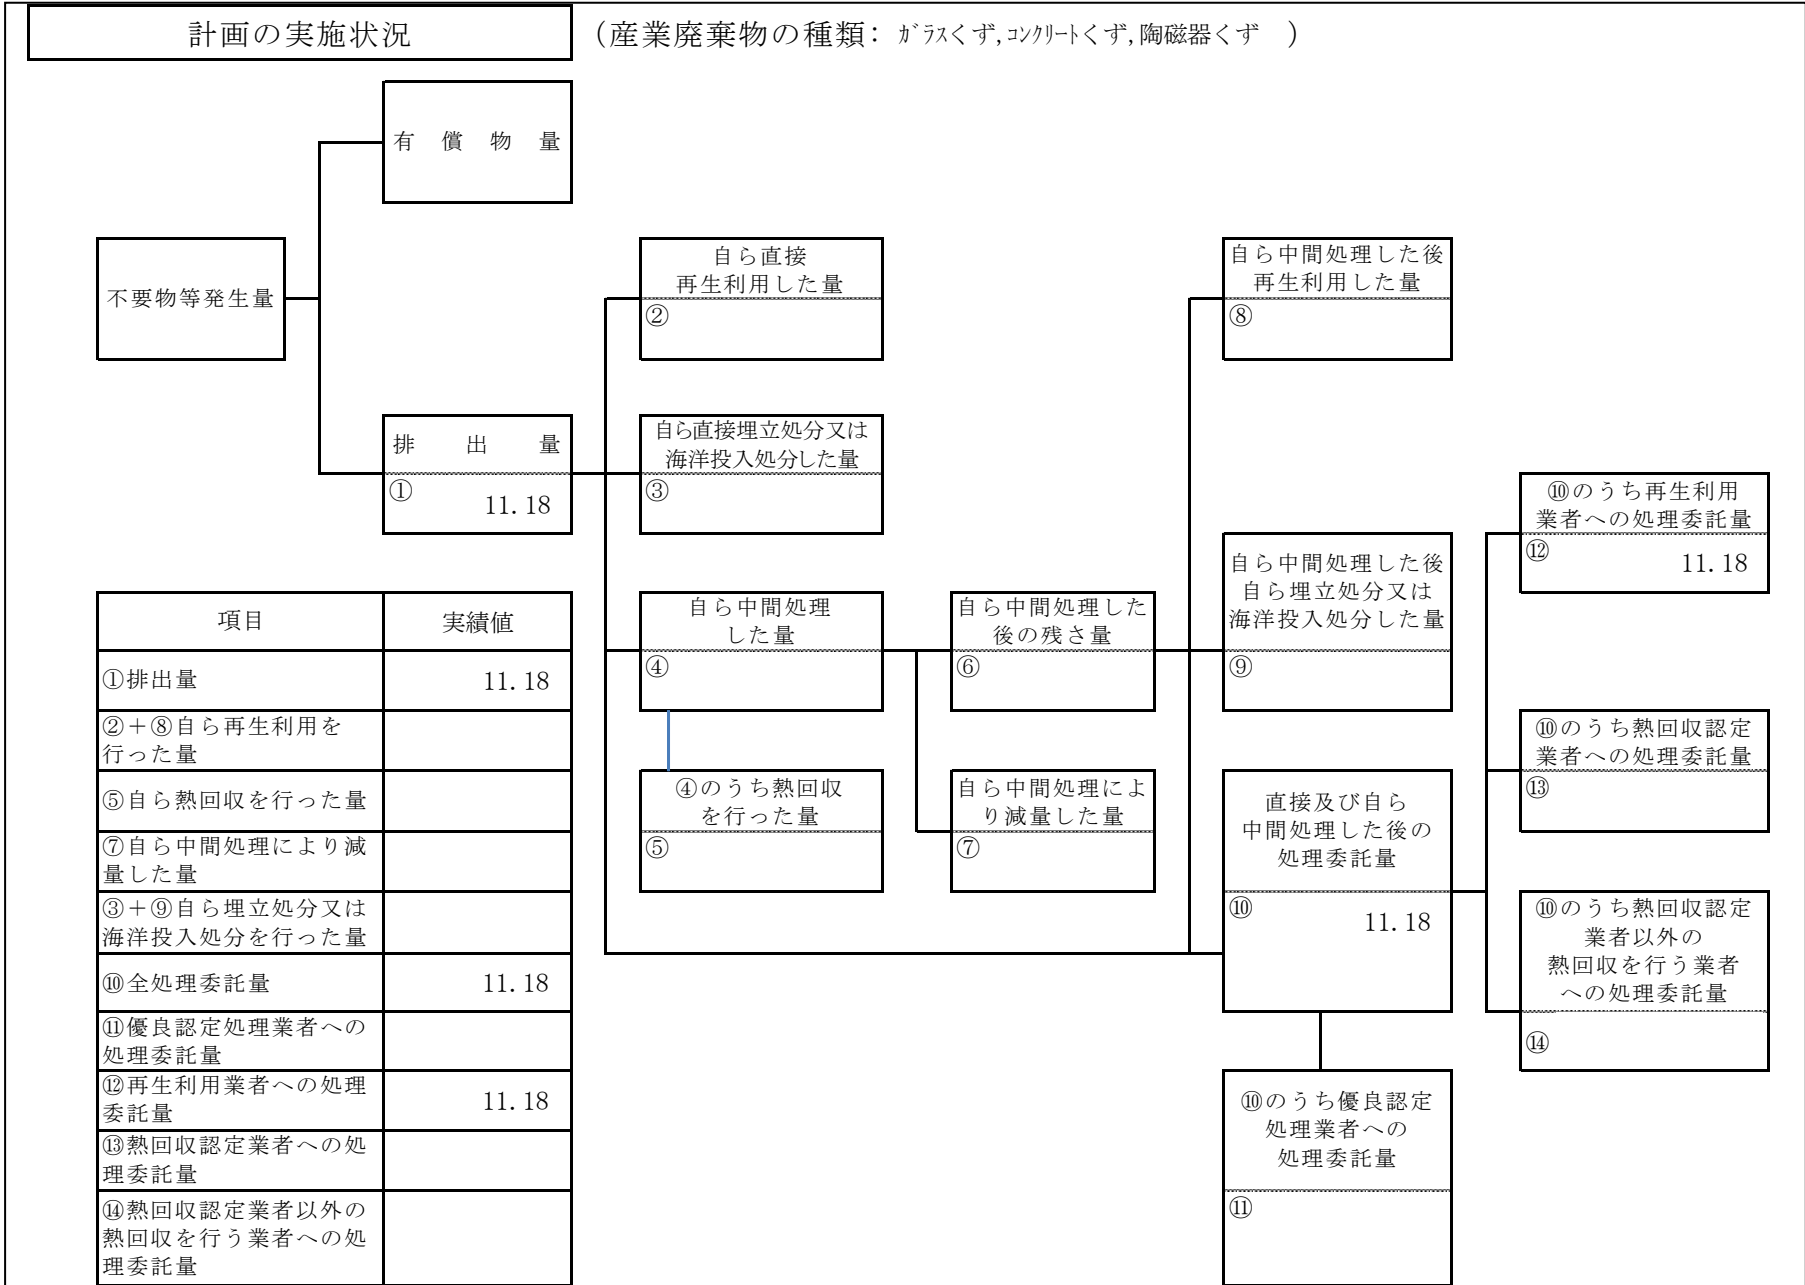 計画の実施状況
（産業廃棄物の種類：ｶﾞﾗｽくず,ｺﾝｸﾘｰﾄくず,陶磁器くず　）
有　償　物　量
不要物等発生量
排　出　量
①
11.18
自ら直接
再生利用した量
②
自ら直接埋立処分又は
海洋投入処分した量
③
自ら中間処理
した量
④
④のうち熱回収
を行った量
⑤
自ら中間処理した
後の残さ量
⑥
自ら中間処理によ
り減量した量
⑦
自ら中間処理した後
再生利用した量
⑧
自ら中間処理した後
自ら埋立処分又は
海洋投入処分した量
⑨
直接及び自ら
中間処理した後の
処理委託量
⑩
11.18
⑩のうち優良認定
処理業者への
処理委託量
⑪
⑩のうち再生利用
業者への処理委託量
⑫
11.18
⑩のうち熱回収認定
業者への処理委託量
⑬
⑩のうち熱回収認定
業者以外の
熱回収を行う業者
への処理委託量
⑭
項目　実績値
①排出量　11.18
②＋⑧自ら再生利用を
行った量
⑤自ら熱回収を行った量
⑦自ら中間処理により減
量した量
③＋⑨自ら埋立処分又は
海洋投入処分を行った量
⑩全処理委託量　11.18
⑪優良認定処理業者への
処理委託量
⑫再生利用業者への処理
委託量　11.18
⑬熱回収認定業者への処
理委託量
⑭熱回収認定業者以外の
熱回収を行う業者への処
理委託量